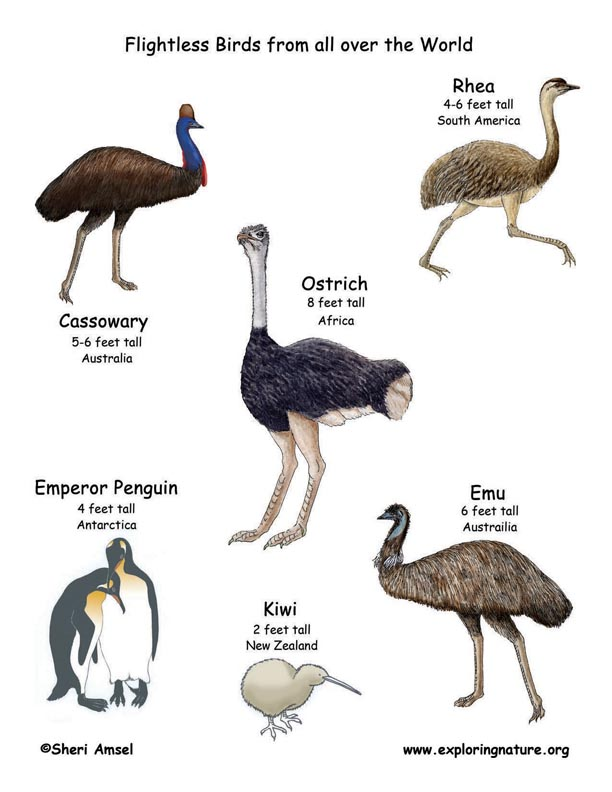 Flightless Birds from all over the World
Rhea
4-6 feet tall
South America
Ostrich
8 feet tall
Africa
Cassowary
5-6 feet tall
Australia
Emperor Penguin
4 feet tall
Antarctica
Emu
6 feet tall
Austrailia
Kiwi
2 feet tall
New Zealand
©Sheri Amsel
www.exploringnature.org